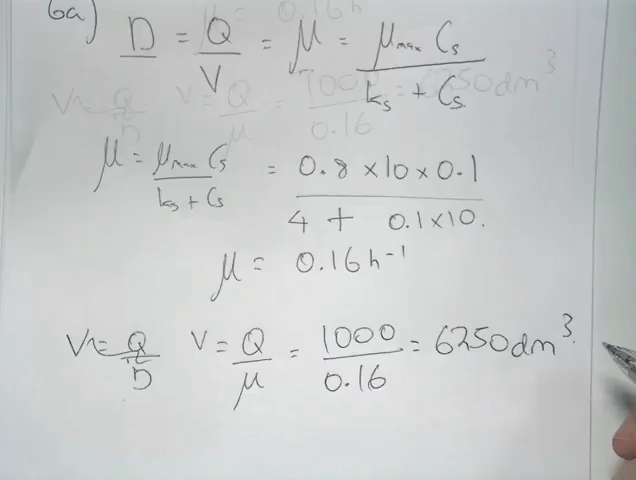 6a) D = Q/V = μ = μmax Cs / ks + Cs
μ = μmax Cs / ks + Cs = 0.8 × 10 × 0.1 / 4 + 0.1 × 10.
μ = 0.16 h⁻¹
V = Q/D V = Q/μ = 1000/0.16 = 6250 dm³.